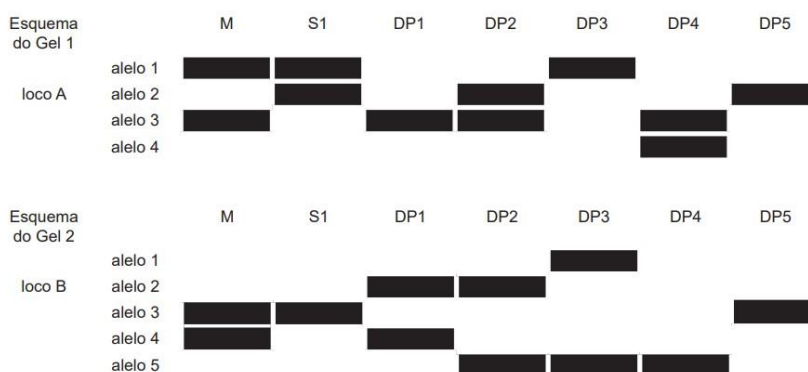 Esquema do Gel 1 M S1 DP1 DP2 DP3 DP4 DP5
alelo 1
loco A alelo 2
alelo 3
alelo 4
Esquema do Gel 2 M S1 DP1 DP2 DP3 DP4 DP5
alelo 1
loco B alelo 2
alelo 3
alelo 4
alelo 5